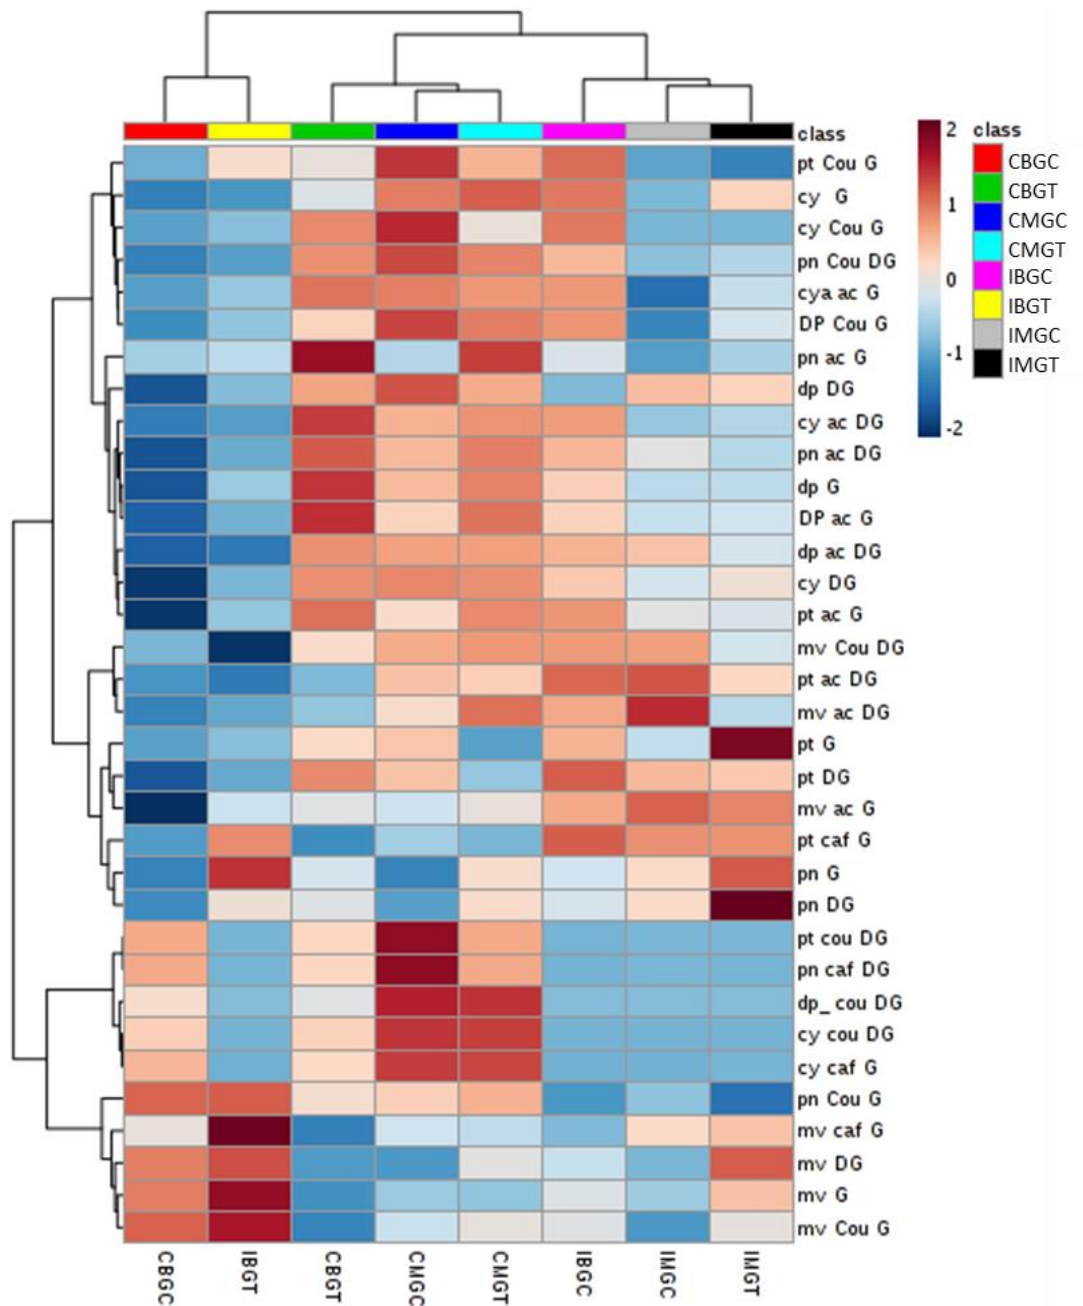 class
pt Cou G
cy G
cy Cou G
pn Cou DG
cya ac G
DP Cou G
pn ac G
dp DG
cy ac DG
pn ac DG
dp G
DP ac G
dp ac DG
cy DG
pt ac G
mv Cou DG
pt ac DG
mv ac DG
pt G
pt DG
mv ac G
pt caf G
pn G
pn DG
pt cou DG
pn caf DG
dp_cou DG
cy cou DG
cy caf G
pn Cou G
mv caf G
mv DG
mv G
mv Cou G
CBGC
IBGT
CBGT
CMGC
CMGT
IBGC
IMGC
IMGT
2
1
0
-1
-2
class
CBGC
CBGT
CMGC
CMGT
IBGC
IBGT
IMGC
IMGT